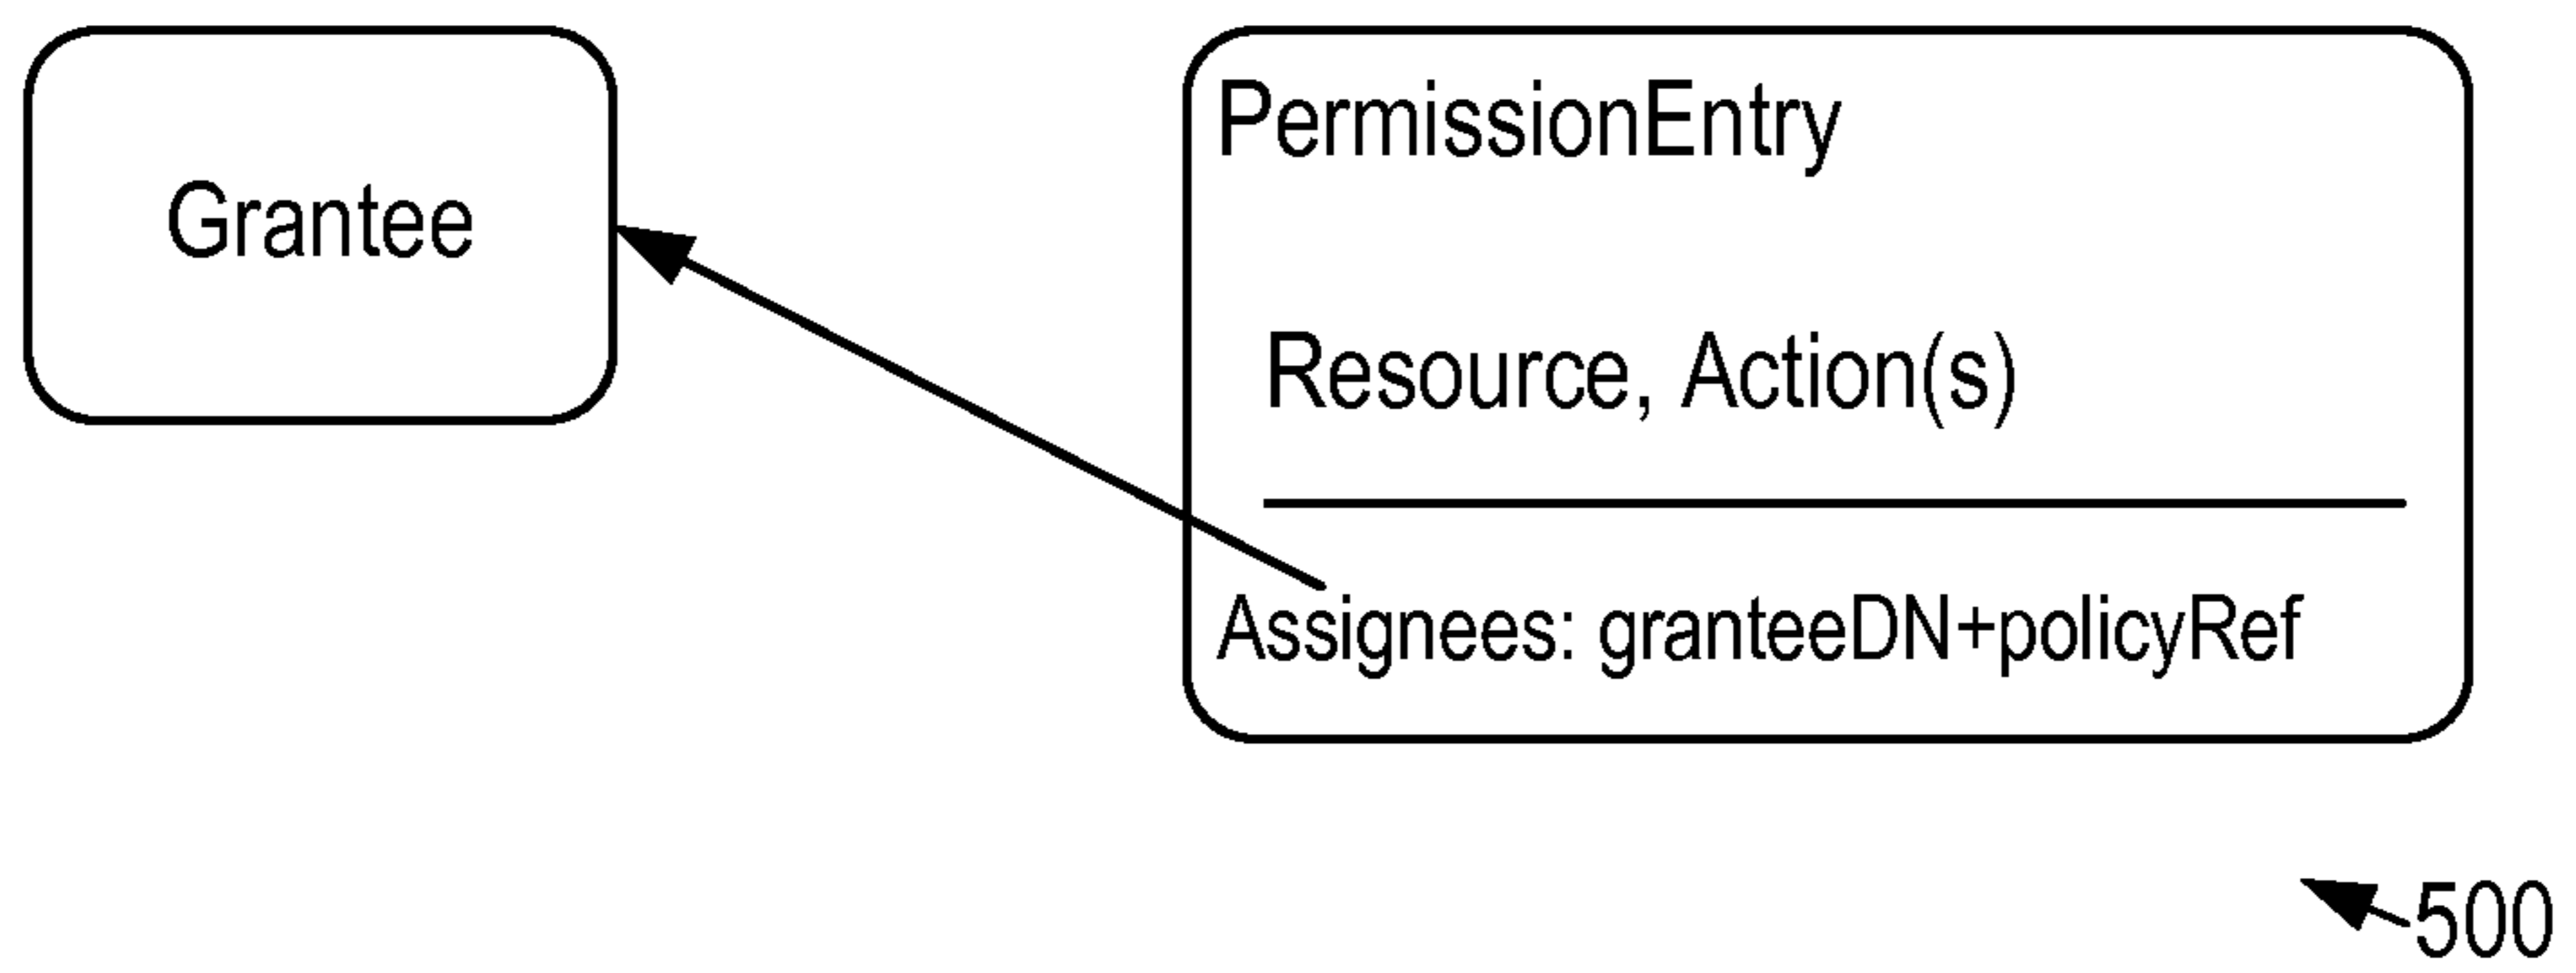 Grantee
PermissionEntry
Resource, Action(s)
Assignees: granteeDN+policyRef
500